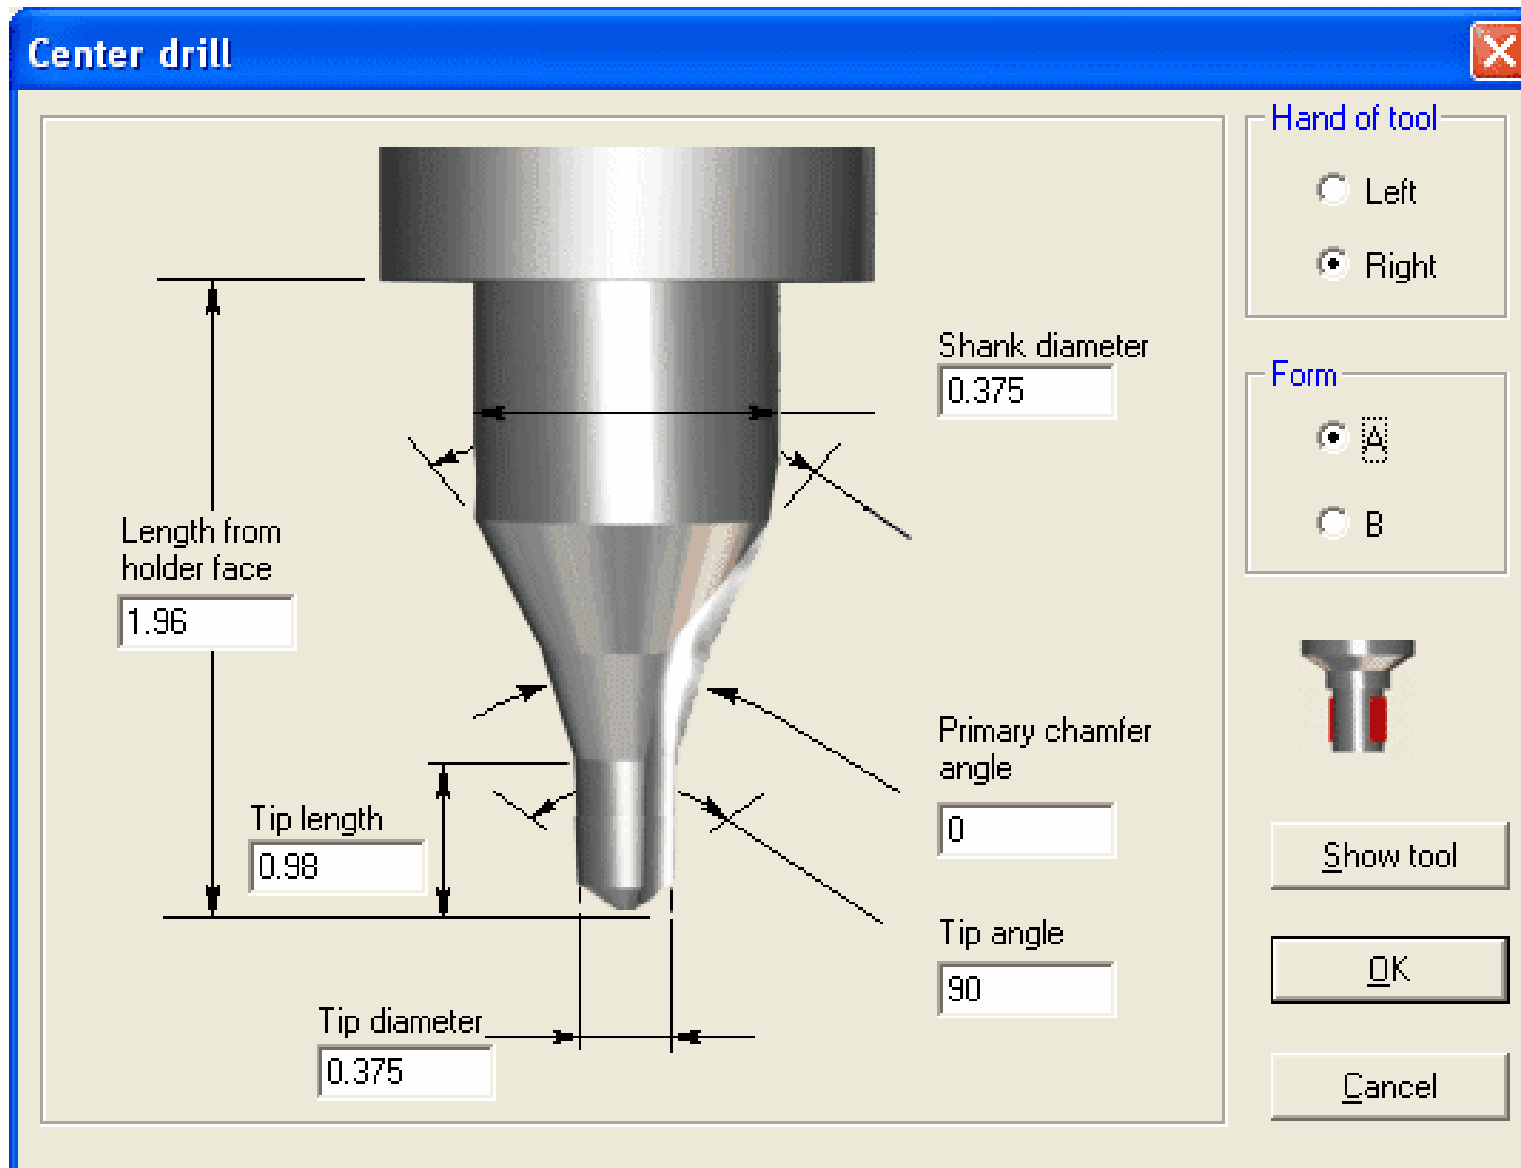 Center drill
Hand of tool
Left
Right
Shank diameter
0.375
Form
A
B
Length from
holder face
1.96
Primary chamfer
angle
0
Tip length
0.98
Show tool
Tip angle
90
OK
Tip diameter
0.375
Cancel